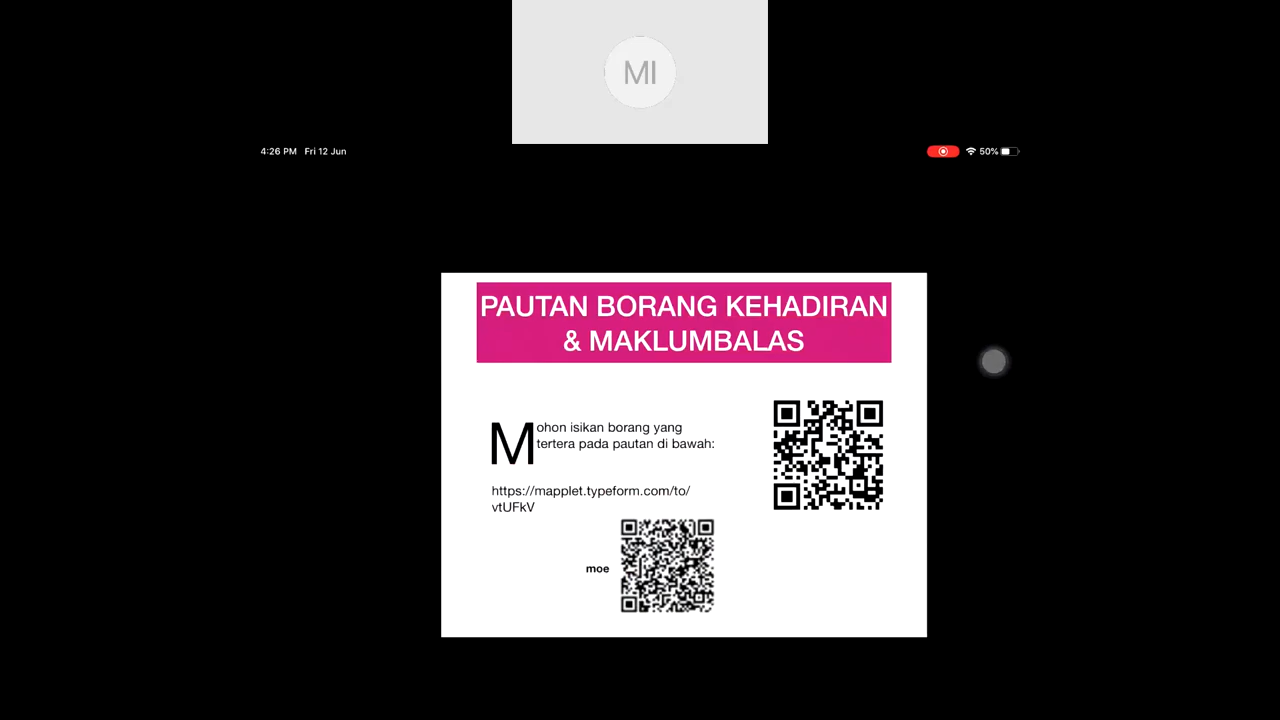 MI
4:26 PM Fri 12 Jun
50%
PAUTAN BORANG KEHADIRAN
& MAKLUMBALAS
Mohon isikan borang yang
tertera pada pautan di bawah:
https://mapplet.typeform.com/to/
vtUFkV
moe